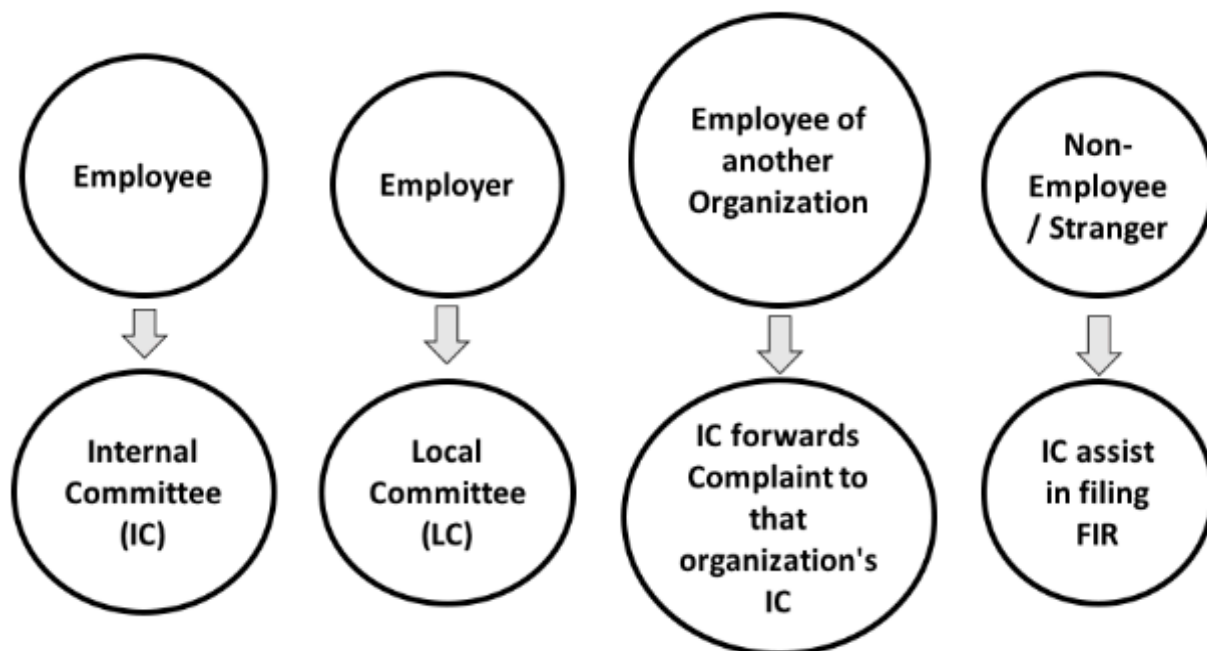 Employee
Employer
Employee of
another
Organization
Non-
Employee
/ Stranger
Internal
Committee
(IC)
Local
Committee
(LC)
IC forwards
Complaint to
that
organization's
IC
IC assist
in filing
FIR